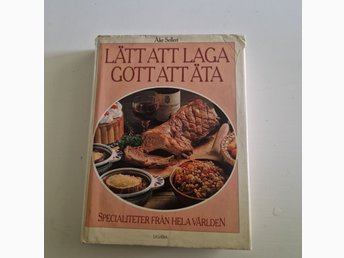 Åke Sellert
LÄTT ATT LAGA
GOTT ATT ÄTA
SPECIALITETER FRÅN HELA VÄRLDEN